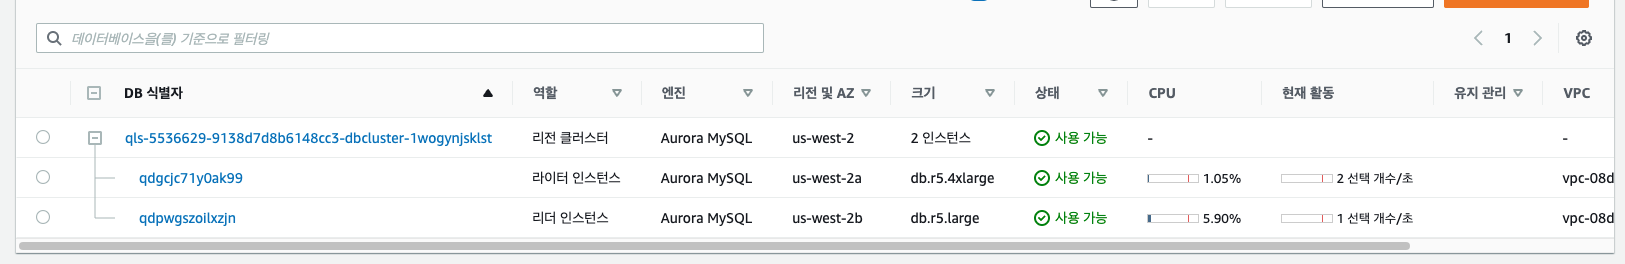 데이터베이스을(를) 기준으로 필터링
1
DB 식별자 역할 엔진 리전 및 AZ 크기 상태 CPU 현재 활동 유지 관리 VPC
qls-5536629-9138d7d8b6148cc3-dbcluster-1wogynjsklst 리전 클러스터 Aurora MySQL us-west-2 2 인스턴스 사용 가능 - -
qdgcjc71y0ak99 라이터 인스턴스 Aurora MySQL us-west-2a db.r5.4xlarge 사용 가능 1.05% 2 선택 개수/초 vpc-08d
qdpwgszoilxzjn 리더 인스턴스 Aurora MySQL us-west-2b db.r5.large 사용 가능 5.90% 1 선택 개수/초 vpc-08d